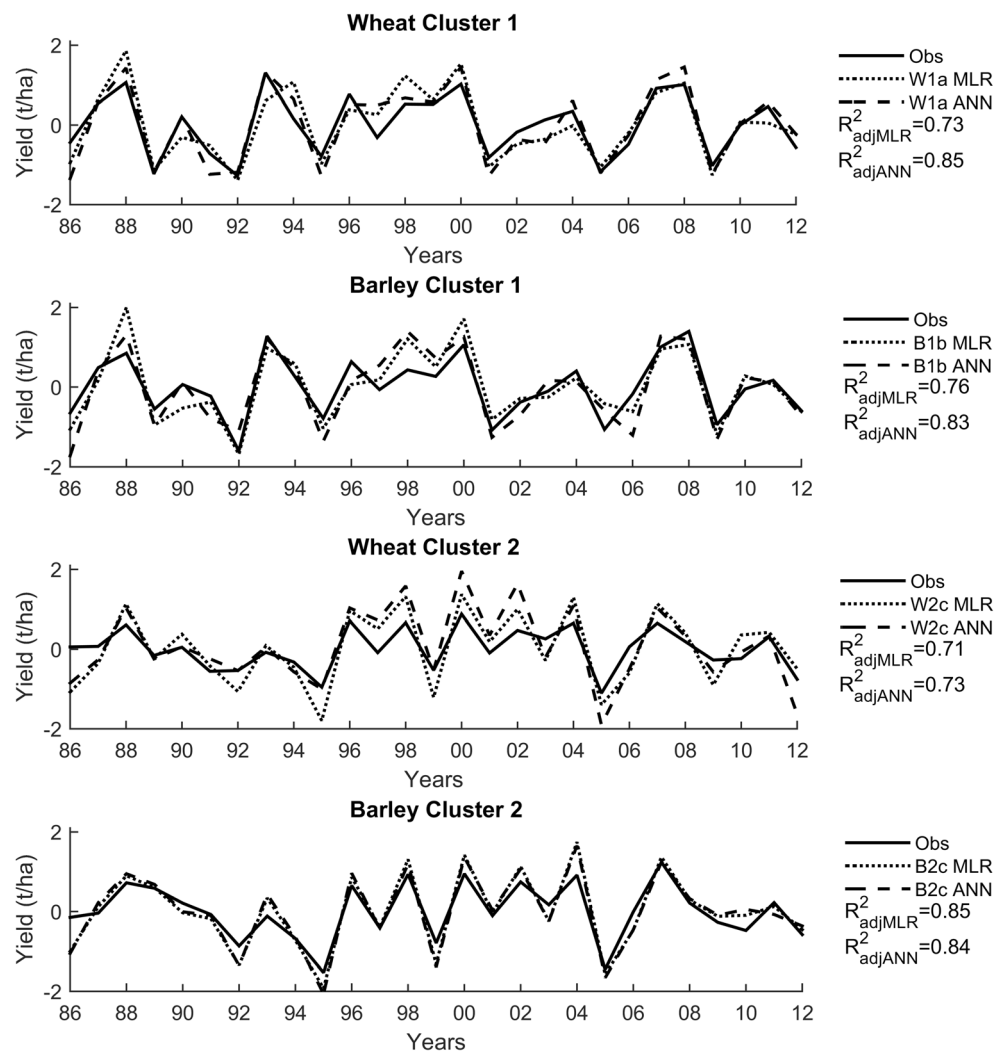 Wheat Cluster 1
Yield (t/ha)
2
0
-2
86 88 90 92 94 96 98 00 02 04 06 08 10 12
Years
Obs
W1a MLR
W1a ANN
R²adjMLR=0.73
R²adjANN=0.85
Barley Cluster 1
Yield (t/ha)
2
0
-2
86 88 90 92 94 96 98 00 02 04 06 08 10 12
Years
Obs
B1b MLR
B1b ANN
R²adjMLR=0.76
R²adjANN=0.83
Wheat Cluster 2
Yield (t/ha)
2
0
-2
86 88 90 92 94 96 98 00 02 04 06 08 10 12
Years
Obs
W2c MLR
W2c ANN
R²adjMLR=0.71
R²adjANN=0.73
Barley Cluster 2
Yield (t/ha)
2
0
-2
86 88 90 92 94 96 98 00 02 04 06 08 10 12
Years
Obs
B2c MLR
B2c ANN
R²adjMLR=0.85
R²adjANN=0.84